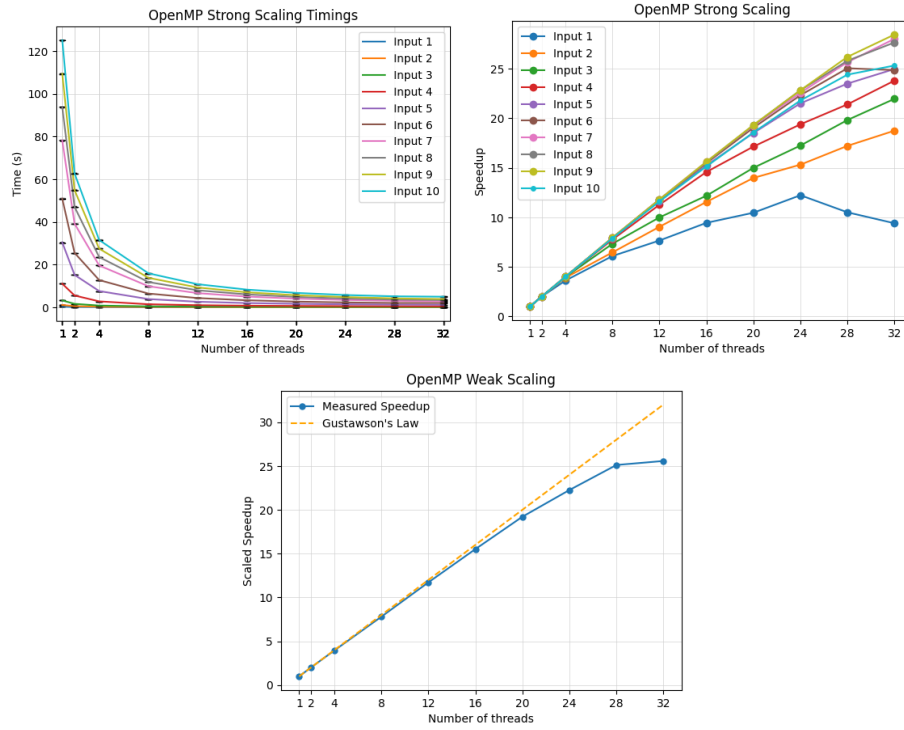 OpenMP Strong Scaling Timings
120
100
80
60
40
20
0
Time (s)
Input 1
Input 2
Input 3
Input 4
Input 5
Input 6
Input 7
Input 8
Input 9
Input 10
1 2 4 8 12 16 20 24 28 32
Number of threads
OpenMP Strong Scaling
25
20
15
10
5
0
Speedup
Input 1
Input 2
Input 3
Input 4
Input 5
Input 6
Input 7
Input 8
Input 9
Input 10
1 2 4 8 12 16 20 24 28 32
Number of threads
OpenMP Weak Scaling
30
25
20
15
10
5
0
Scaled Speedup
Measured Speedup
Gustawson's Law
1 2 4 8 12 16 20 24 28 32
Number of threads